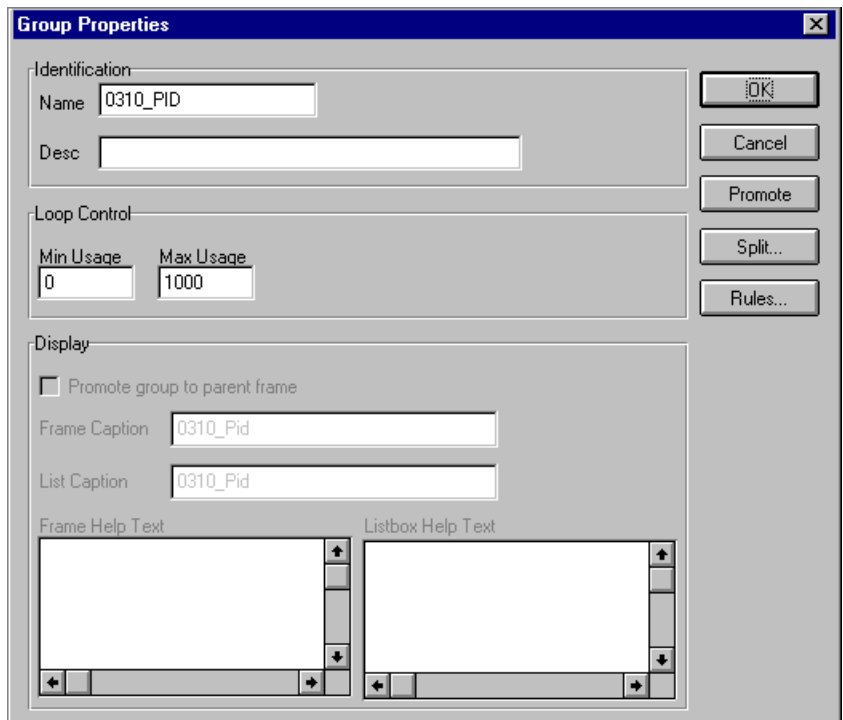 Group Properties
Identification
Name 0310_PID
Desc
OK
Cancel
Promote
Split...
Rules...
Loop Control
Min Usage Max Usage
0 1000
Display
Promote group to parent frame
Frame Caption 0310_Pid
List Caption 0310_Pid
Frame Help Text Listbox Help Text